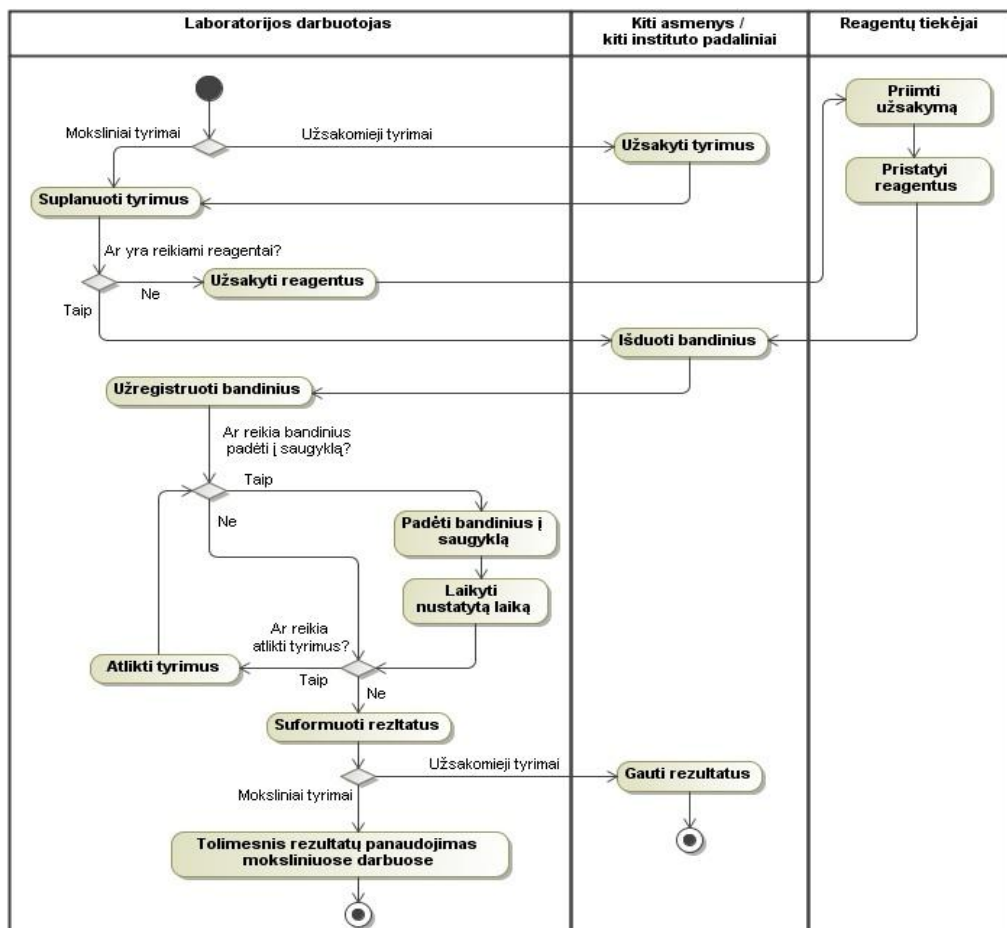 Laboratorijos darbuotojas
Kiti asmenys /
kiti instituto padaliniai
Reagentų tiekėjai
Moksliniai tyrimai
Užsakomieji tyrimai
Užsakyti tyrimus
Priimti
užsakymą
Pristatyi
reagentus
Suplanuoti tyrimus
Ar yra reikiami reagentai?
Ne
Užsakyti reagentus
Taip
Išduoti bandinius
Užregistruoti bandinius
Ar reikia bandinius
padėti į saugyklą?
Taip
Ne
Padėti bandinius į
saugyklą
Laikyti
nustatytą laiką
Ar reikia
atlikti tyrimus?
Atlikti tyrimus
Taip
Ne
Suformuoti rezltatus
Užsakomieji tyrimai
Gauti rezultatus
Moksliniai tyrimai
Tolimesnis rezultatų panaudojimas
moksliniuose darbuose